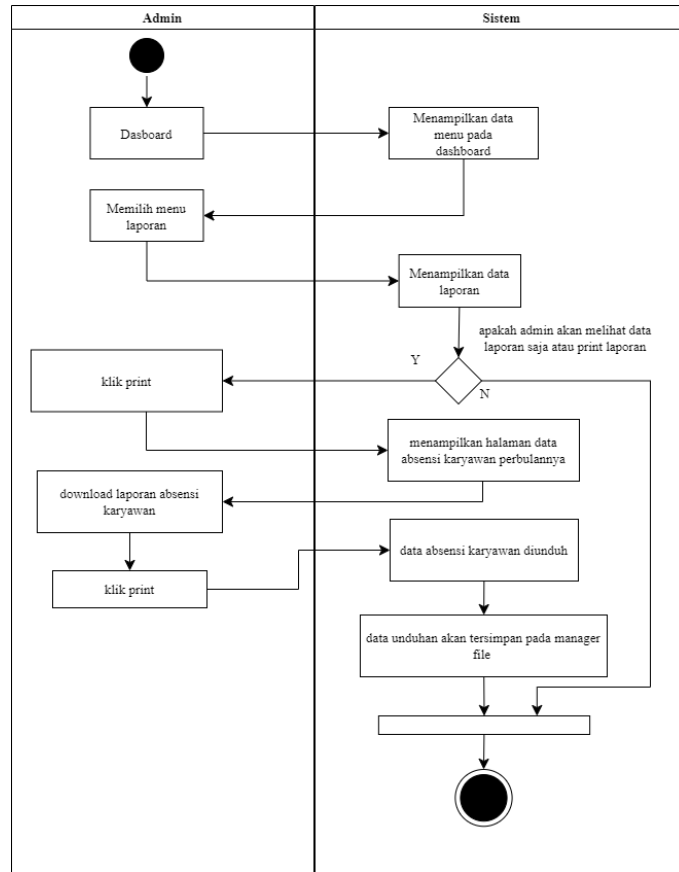 Admin
Sistem
Dasboard
Menampilkan data
menu pada
dashboard
Memilih menu
laporan
Menampilkan data
laporan
apakah admin akan melihat data
laporan saja atau print laporan
Y
N
klik print
menampilkan halaman data
absensi karyawan perbulannya
download laporan absensi
karyawan
klik print
data absensi karyawan diunduh
data unduhan akan tersimpan pada manager
file